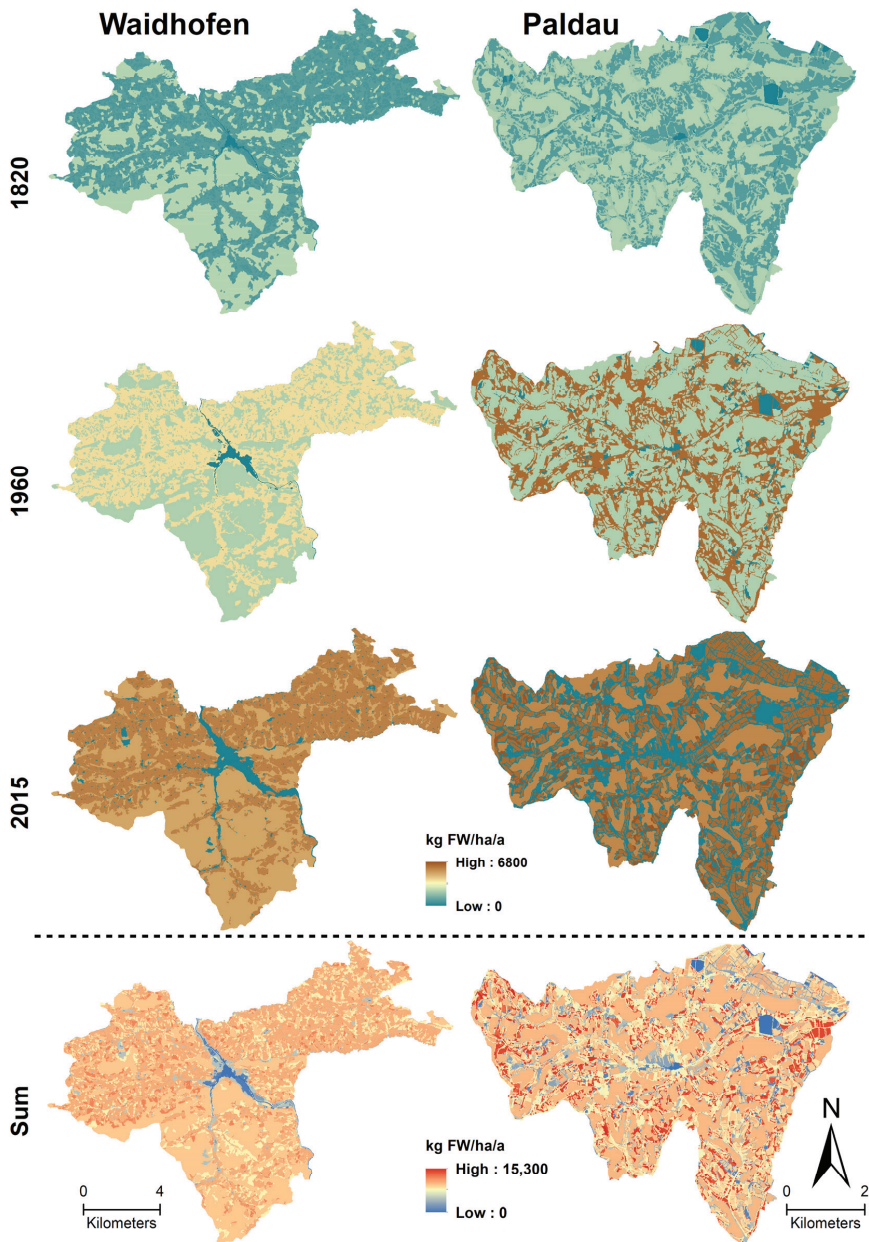 Waidhofen
Paldau
1820
1960
2015
kg FW/ha/a
High : 6800
Low : 0
Sum
kg FW/ha/a
High : 15,300
Low : 0
0 4
Kilometers
N
0 2
Kilometers